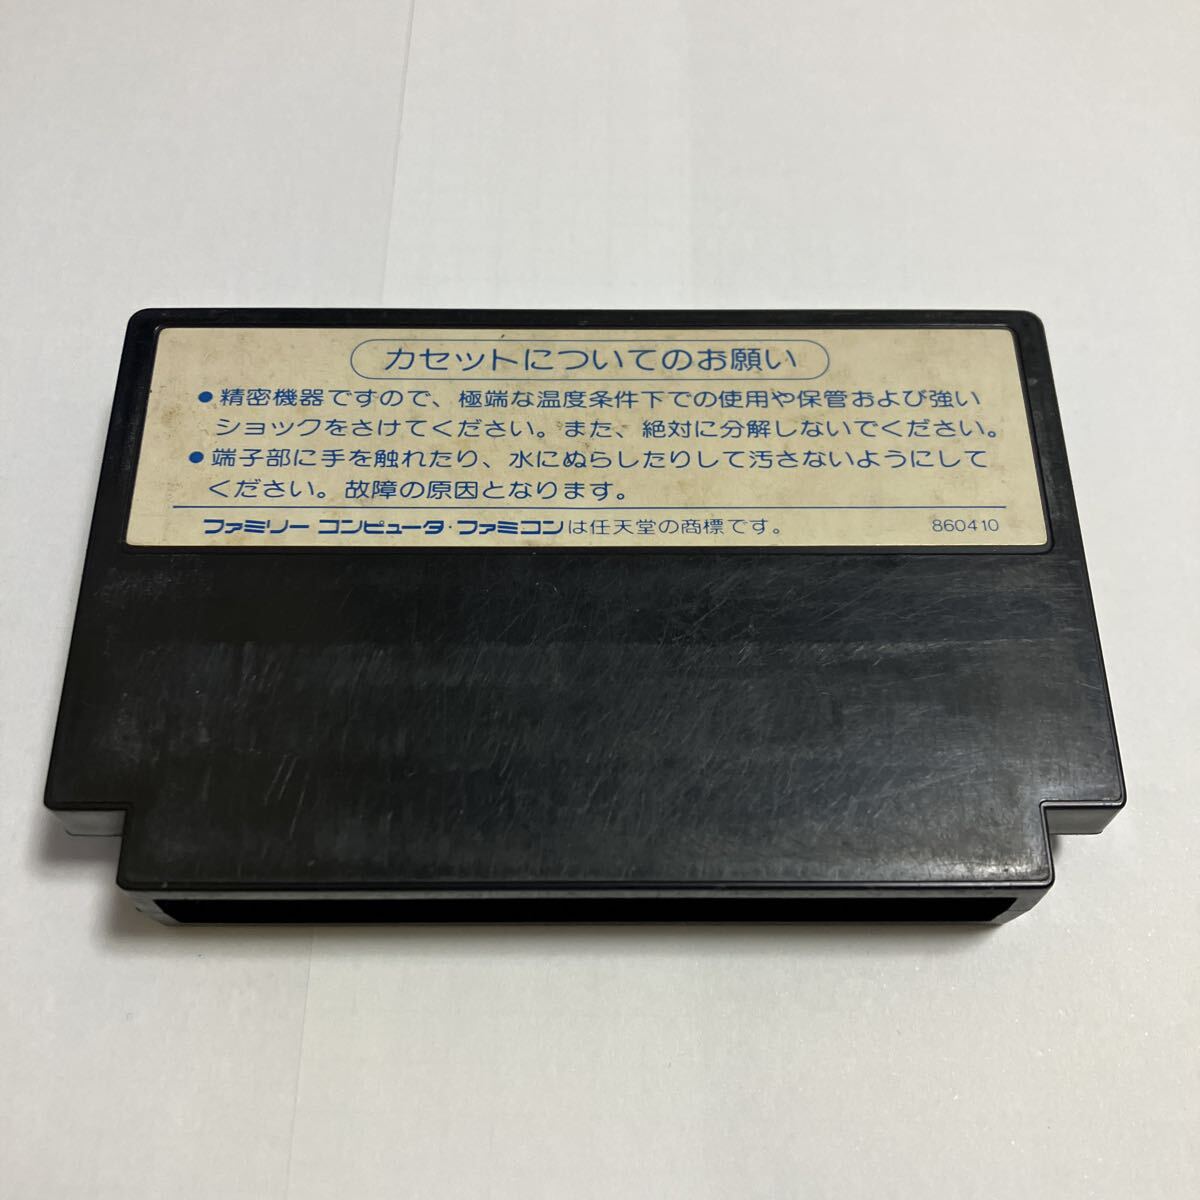 カセットについてのお願い
●精密機器ですので、極端な温度条件下での使用や保管および強い
ショックをさけてください。また、絶対に分解しないでください。
●端子部に手を触れたり、水にぬらしたりして汚さないようにして
ください。故障の原因となります。
ファミリー コンピュータ・ファミコンは任天堂の商標です。 860410